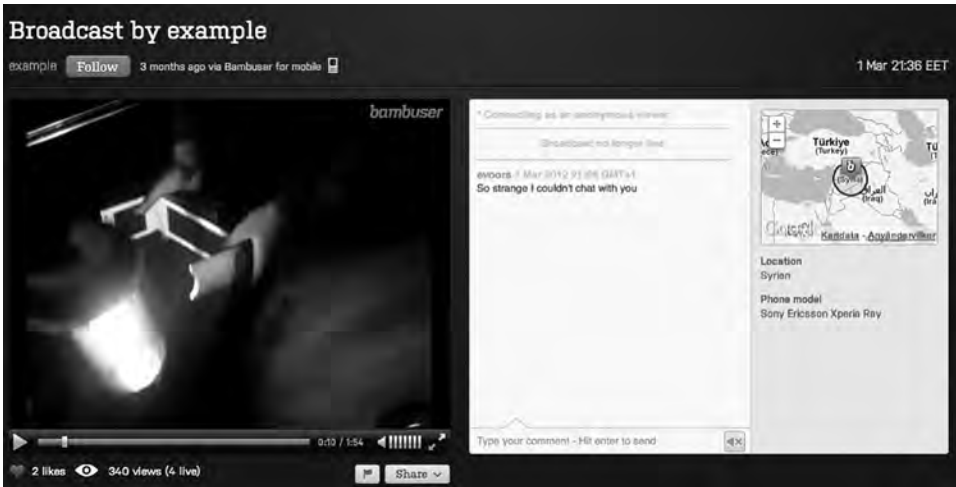 Broadcast by example
example Follow 3 months ago via Bambuser for mobile
1 Mar 21:36 EET
bambuser
0:10 / 1:54
2 likes 340 views (4 live)
Share
* Connecting as an anonymous viewer
Broadcast no longer live
evoors 1 Mar 2012 21:06 GMT+1
So strange I couldn't chat with you
Type your comment - Hit enter to send
+
−
Türkiye
(Turkey)
b
(Syria)
العراق
(Iraq)
Kartdata - Användarvillkor
Location
Syrien
Phone model
Sony Ericsson Xperia Ray